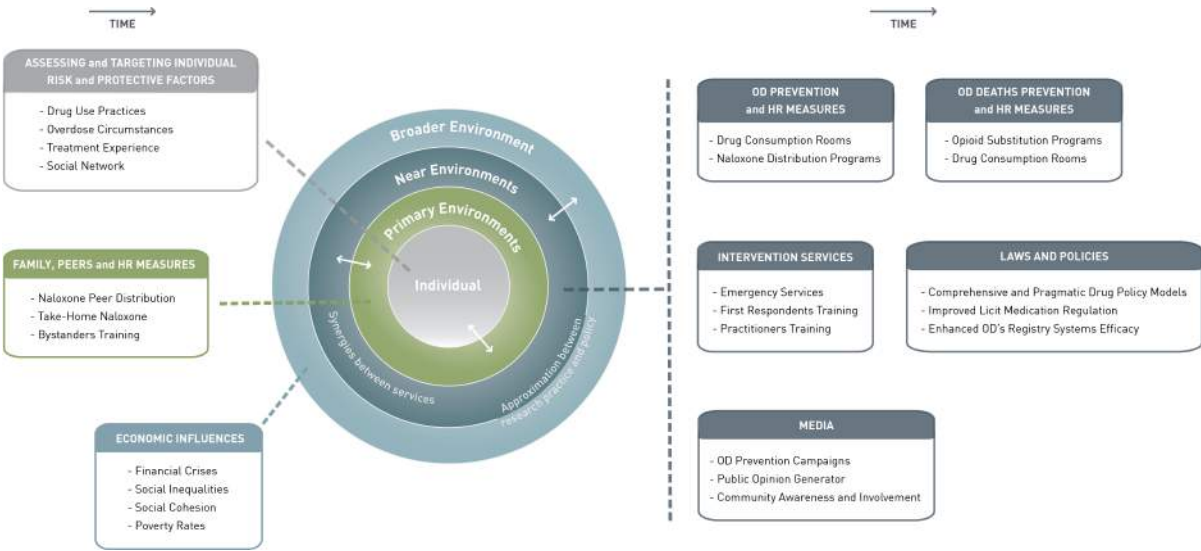 TIME
TIME
ASSESSING and TARGETING INDIVIDUAL
RISK and PROTECTIVE FACTORS
- Drug Use Practices
- Overdose Circumstances
- Treatment Experience
- Social Network
FAMILY, PEERS and HR MEASURES
- Naloxone Peer Distribution
- Take-Home Naloxone
- Bystanders Training
ECONOMIC INFLUENCES
- Financial Crises
- Social Inequalities
- Social Cohesion
- Poverty Rates
Broader Environment
Near Environments
Primary Environments
Individual
Synergies between services
Approximation between
research practice and policy
OD PREVENTION
and HR MEASURES
- Drug Consumption Rooms
- Naloxone Distribution Programs
OD DEATHS PREVENTION
and HR MEASURES
- Opioid Substitution Programs
- Drug Consumption Rooms
INTERVENTION SERVICES
- Emergency Services
- First Respondents Training
- Practitioners Training
LAWS AND POLICIES
- Comprehensive and Pragmatic Drug Policy Models
- Improved Licit Medication Regulation
- Enhanced OD's Registry Systems Efficacy
MEDIA
- OD Prevention Campaigns
- Public Opinion Generator
- Community Awareness and Involvement